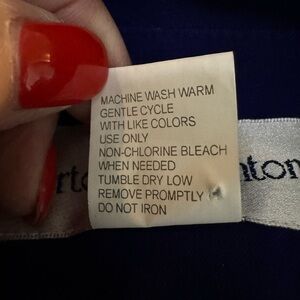 MACHINE WASH WARM
GENTLE CYCLE
WITH LIKE COLORS
USE ONLY
NON-CHLORINE BLEACH
WHEN NEEDED
TUMBLE DRY LOW
REMOVE PROMPTLY
DO NOT IRON